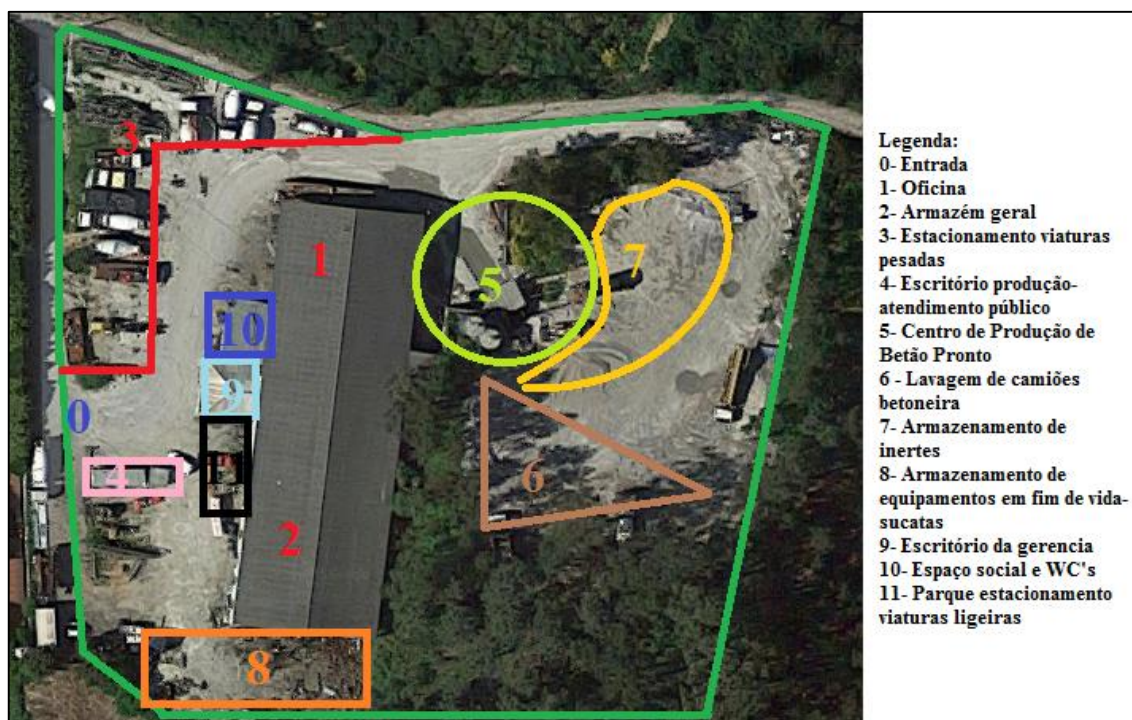 3
1
10
5
7
9
0
4
11
6
2
8
Legenda:
0- Entrada
1- Oficina
2- Armazém geral
3- Estacionamento viaturas
pesadas
4- Escritório produção-
atendimento público
5- Centro de Produção de
Betão Pronto
6 - Lavagem de camiões
betoneira
7- Armazenamento de
inertes
8- Armazenamento de
equipamentos em fim de vida-
sucatas
9- Escritório da gerencia
10- Espaço social e WC's
11- Parque estacionamento
viaturas ligeiras